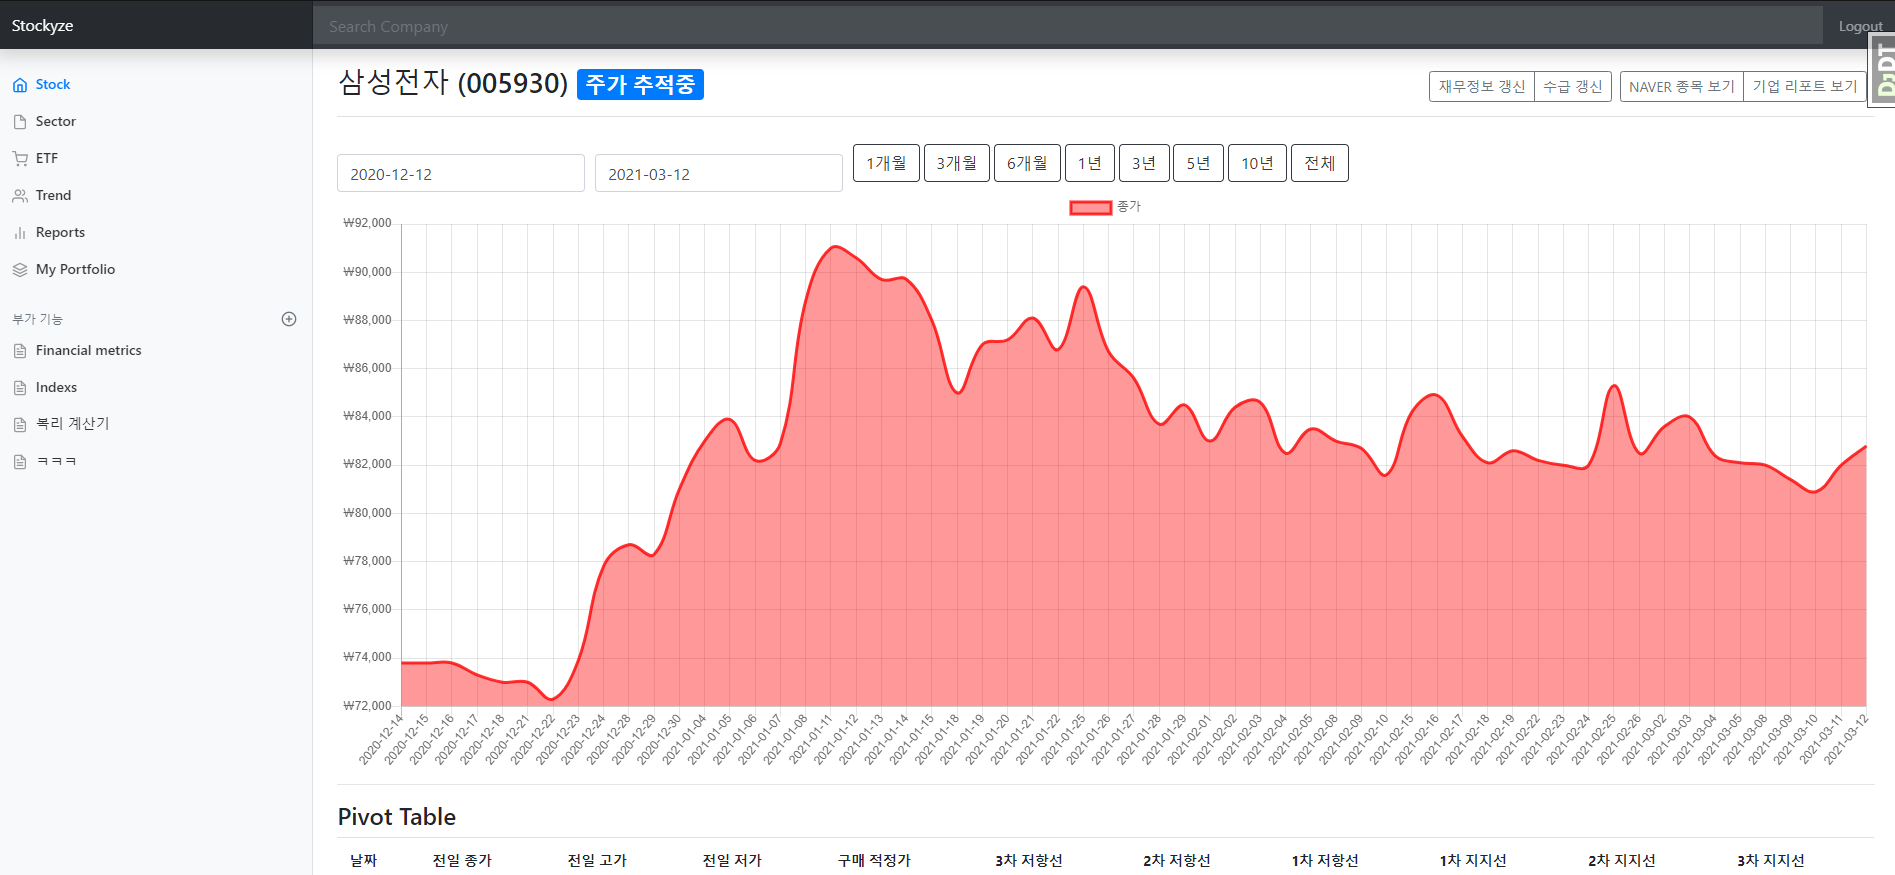 Stockyze
Search Company
Logout
DJDT
Stock
Sector
ETF
Trend
Reports
My Portfolio
부가 기능
Financial metrics
Indexs
복리 계산기
ㅋㅋㅋ
삼성전자 (005930) 주가 추적중
재무정보 갱신 수급 갱신 NAVER 종목 보기 기업 리포트 보기
2020-12-12 2021-03-12 1개월 3개월 6개월 1년 3년 5년 10년 전체
종가
₩92,000
₩90,000
₩88,000
₩86,000
₩84,000
₩82,000
₩80,000
₩78,000
₩76,000
₩74,000
₩72,000
2020-12-14 2020-12-15 2020-12-16 2020-12-17 2020-12-18 2020-12-21 2020-12-22 2020-12-23 2020-12-24 2020-12-28 2020-12-29 2020-12-30 2021-01-04 2021-01-05 2021-01-06 2021-01-07 2021-01-08 2021-01-11 2021-01-12 2021-01-13 2021-01-14 2021-01-15 2021-01-18 2021-01-19 2021-01-20 2021-01-21 2021-01-22 2021-01-25 2021-01-26 2021-01-27 2021-01-28 2021-01-29 2021-02-01 2021-02-02 2021-02-03 2021-02-04 2021-02-05 2021-02-08 2021-02-09 2021-02-10 2021-02-15 2021-02-16 2021-02-17 2021-02-18 2021-02-19 2021-02-22 2021-02-23 2021-02-24 2021-02-25 2021-02-26 2021-03-02 2021-03-03 2021-03-04 2021-03-05 2021-03-08 2021-03-09 2021-03-10 2021-03-11 2021-03-12
Pivot Table
날짜 전일 종가 전일 고가 전일 저가 구매 적정가 3차 저항선 2차 저항선 1차 저항선 1차 지지선 2차 지지선 3차 지지선